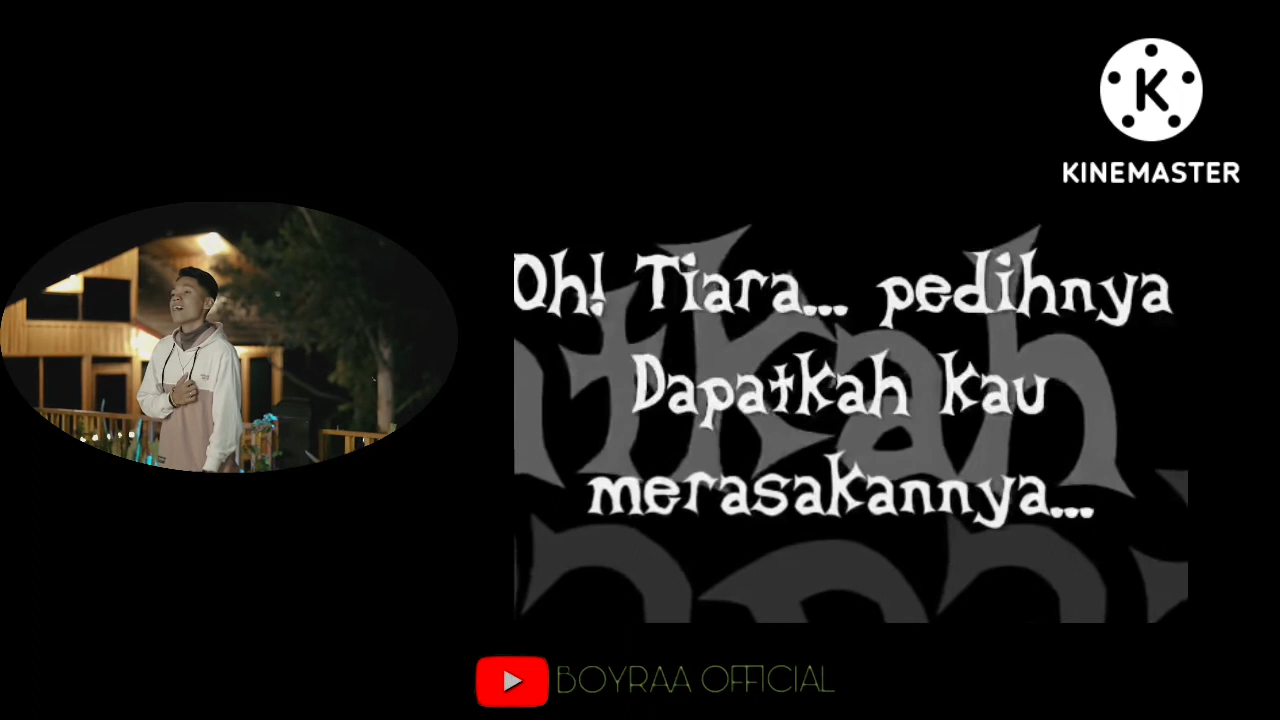 K
KINEMASTER
Oh! Tiara... pedihnya
Dapatkah kau
merasakannya...
BOYRAA OFFICIAL